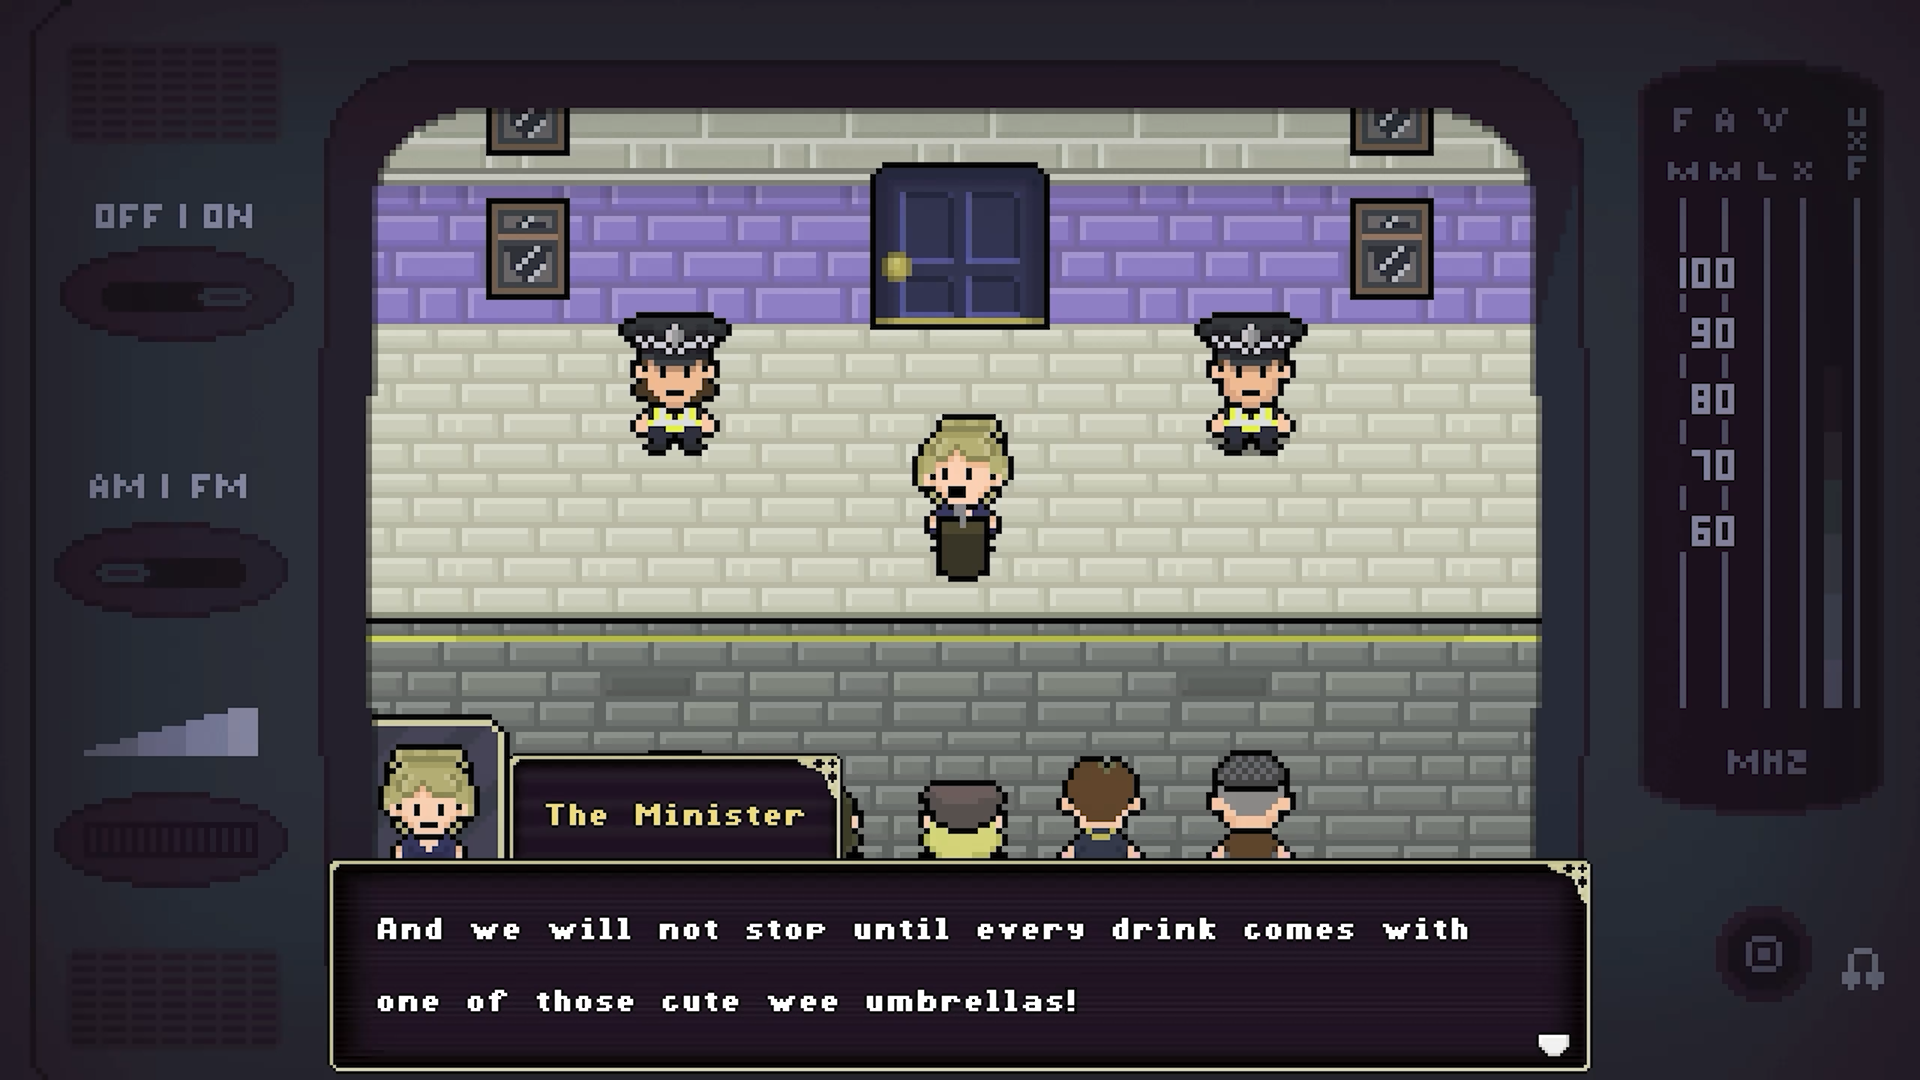 OFF | ON
AM | FM
F A V
UXF
M M L X
100
90
80
70
60
MHZ
The Minister
And we will not stop until every drink comes with
one of those cute wee umbrellas!